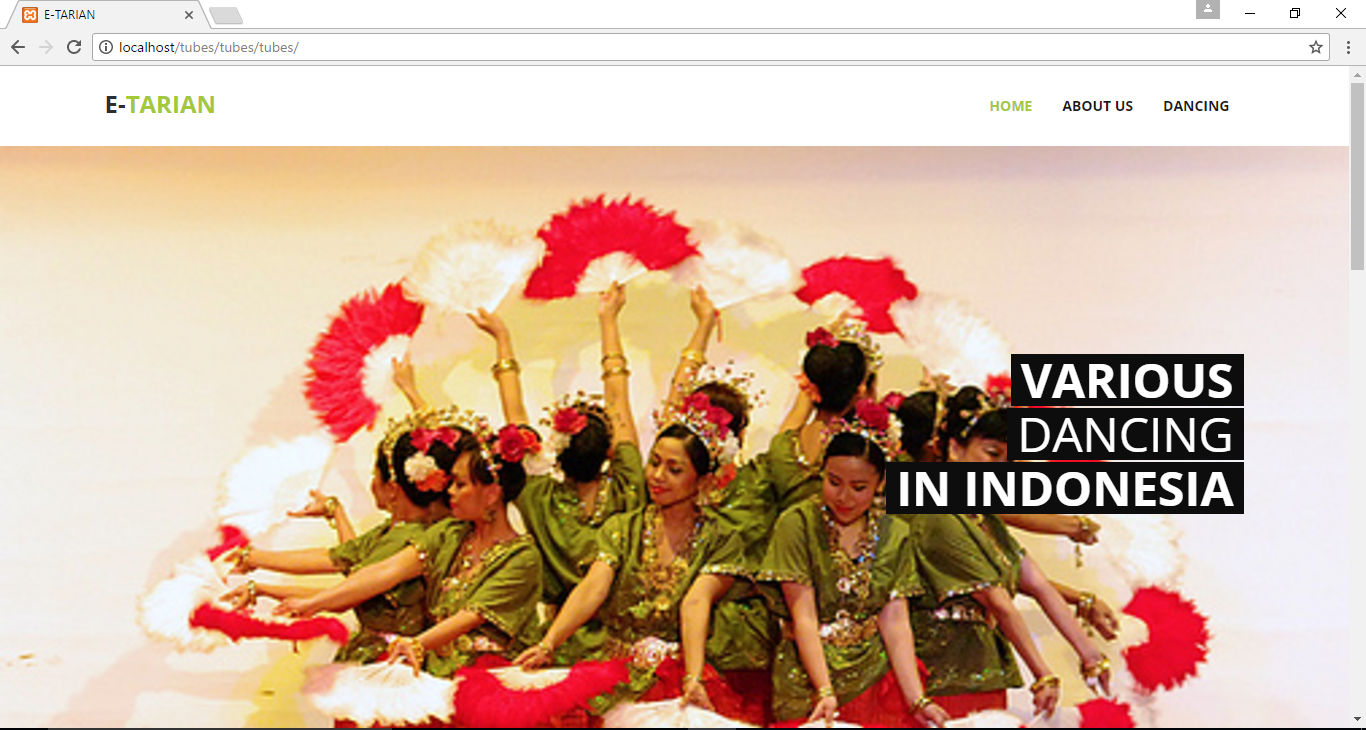 E-TARIAN
localhost/tubes/tubes/tubes/
E-TARIAN
HOME ABOUT US DANCING
VARIOUS
DANCING
IN INDONESIA